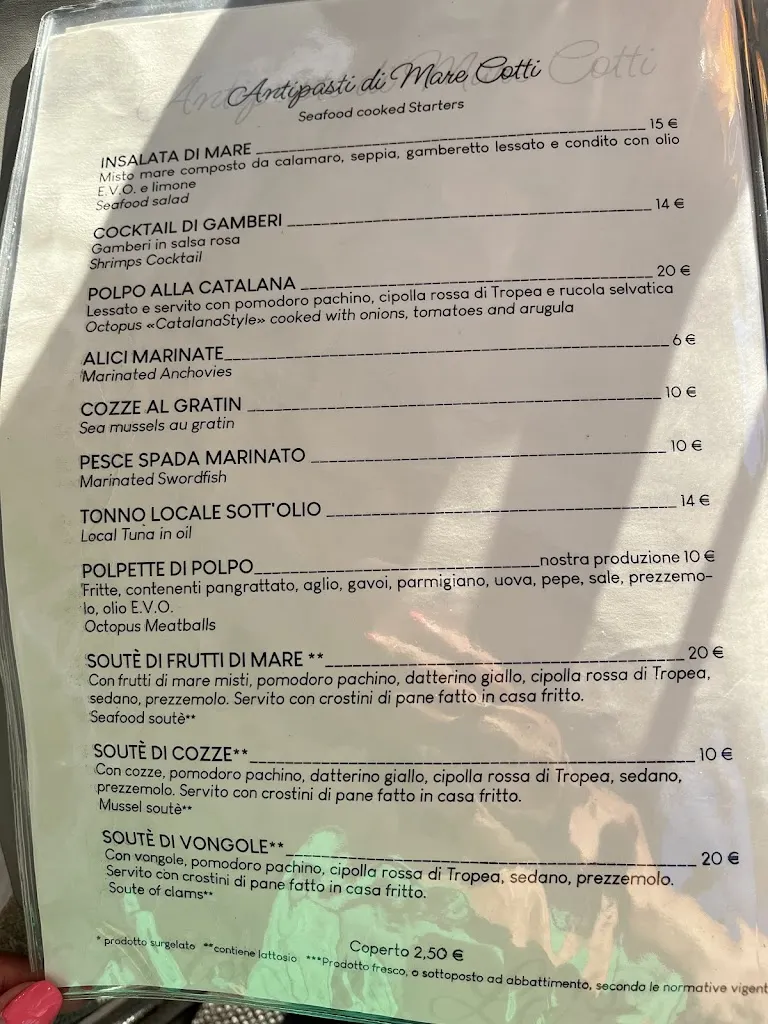 Antipasti di Mare Cotti
Seafood cooked Starters
INSALATA DI MARE 15 €
Misto mare composto da calamaro, seppia, gamberetto lessato e condito con olio
E.V.O. e limone
Seafood salad
COCKTAIL DI GAMBERI 14 €
Gamberi in salsa rosa
Shrimps Cocktail
POLPO ALLA CATALANA 20 €
Lessato e servito con pomodoro pachino, cipolla rossa di Tropea e rucola selvatica
Octopus «CatalanaStyle» cooked with onions, tomatoes and arugula
ALICI MARINATE 6 €
Marinated Anchovies
COZZE AL GRATIN 10 €
Sea mussels au gratin
PESCE SPADA MARINATO 10 €
Marinated Swordfish
TONNO LOCALE SOTT'OLIO 14 €
Local Tuna in oil
POLPETTE DI POLPO nostra produzione 10 €
Fritte, contenenti pangrattato, aglio, gavoi, parmigiano, uova, pepe, sale, prezzemo-
lo, olio E.V.O.
Octopus Meatballs
SOUTÈ DI FRUTTI DI MARE ** 20 €
Con frutti di mare misti, pomodoro pachino, datterino giallo, cipolla rossa di Tropea,
sedano, prezzemolo. Servito con crostini di pane fatto in casa fritto.
Seafood soutè**
SOUTÈ DI COZZE** 10 €
Con cozze, pomodoro pachino, datterino giallo, cipolla rossa di Tropea, sedano,
prezzemolo. Servito con crostini di pane fatto in casa fritto.
Mussel soutè**
SOUTÈ DI VONGOLE** 20 €
Con vongole, pomodoro pachino, cipolla rossa di Tropea, sedano, prezzemolo.
Servito con crostini di pane fatto in casa fritto.
Soute of clams**
Coperto 2,50 €
* prodotto surgelato **contiene lattosio ***Prodotto fresco, o sottoposto ad abbattimento, secondo le normative vigent